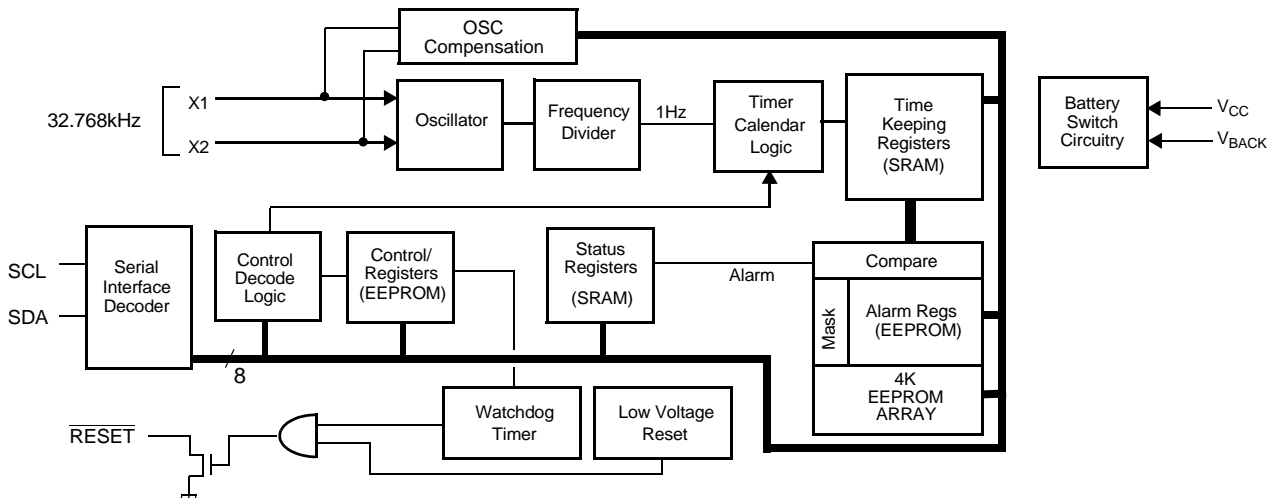 OSC
Compensation
32.768kHz
X1
X2
Oscillator
Frequency
Divider
1Hz
Timer
Calendar
Logic
Time
Keeping
Registers
(SRAM)
Battery
Switch
Circuitry
VCC
VBACK
SCL
SDA
Serial
Interface
Decoder
Control
Decode
Logic
Control/
Registers
(EEPROM)
Status
Registers
(SRAM)
Alarm
Compare
Mask
Alarm Regs
(EEPROM)
4K
EEPROM
ARRAY
8
RESET
Watchdog
Timer
Low Voltage
Reset